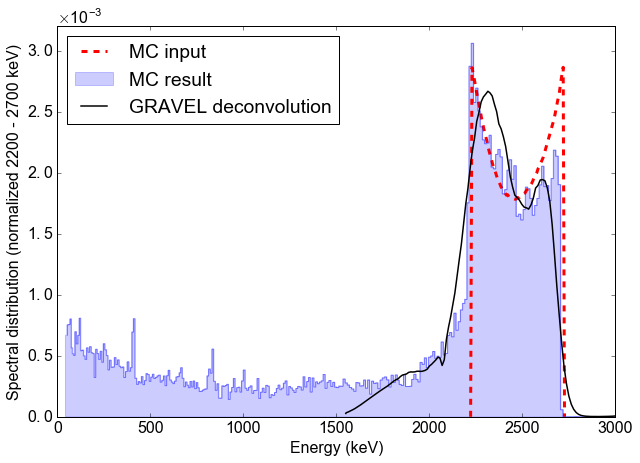 ×10⁻³
3.0
2.5
2.0
1.5
1.0
0.5
0.0
Spectral distribution (normalized 2200 - 2700 keV)
MC input
MC result
GRAVEL deconvolution
0 500 1000 1500 2000 2500 3000
Energy (keV)